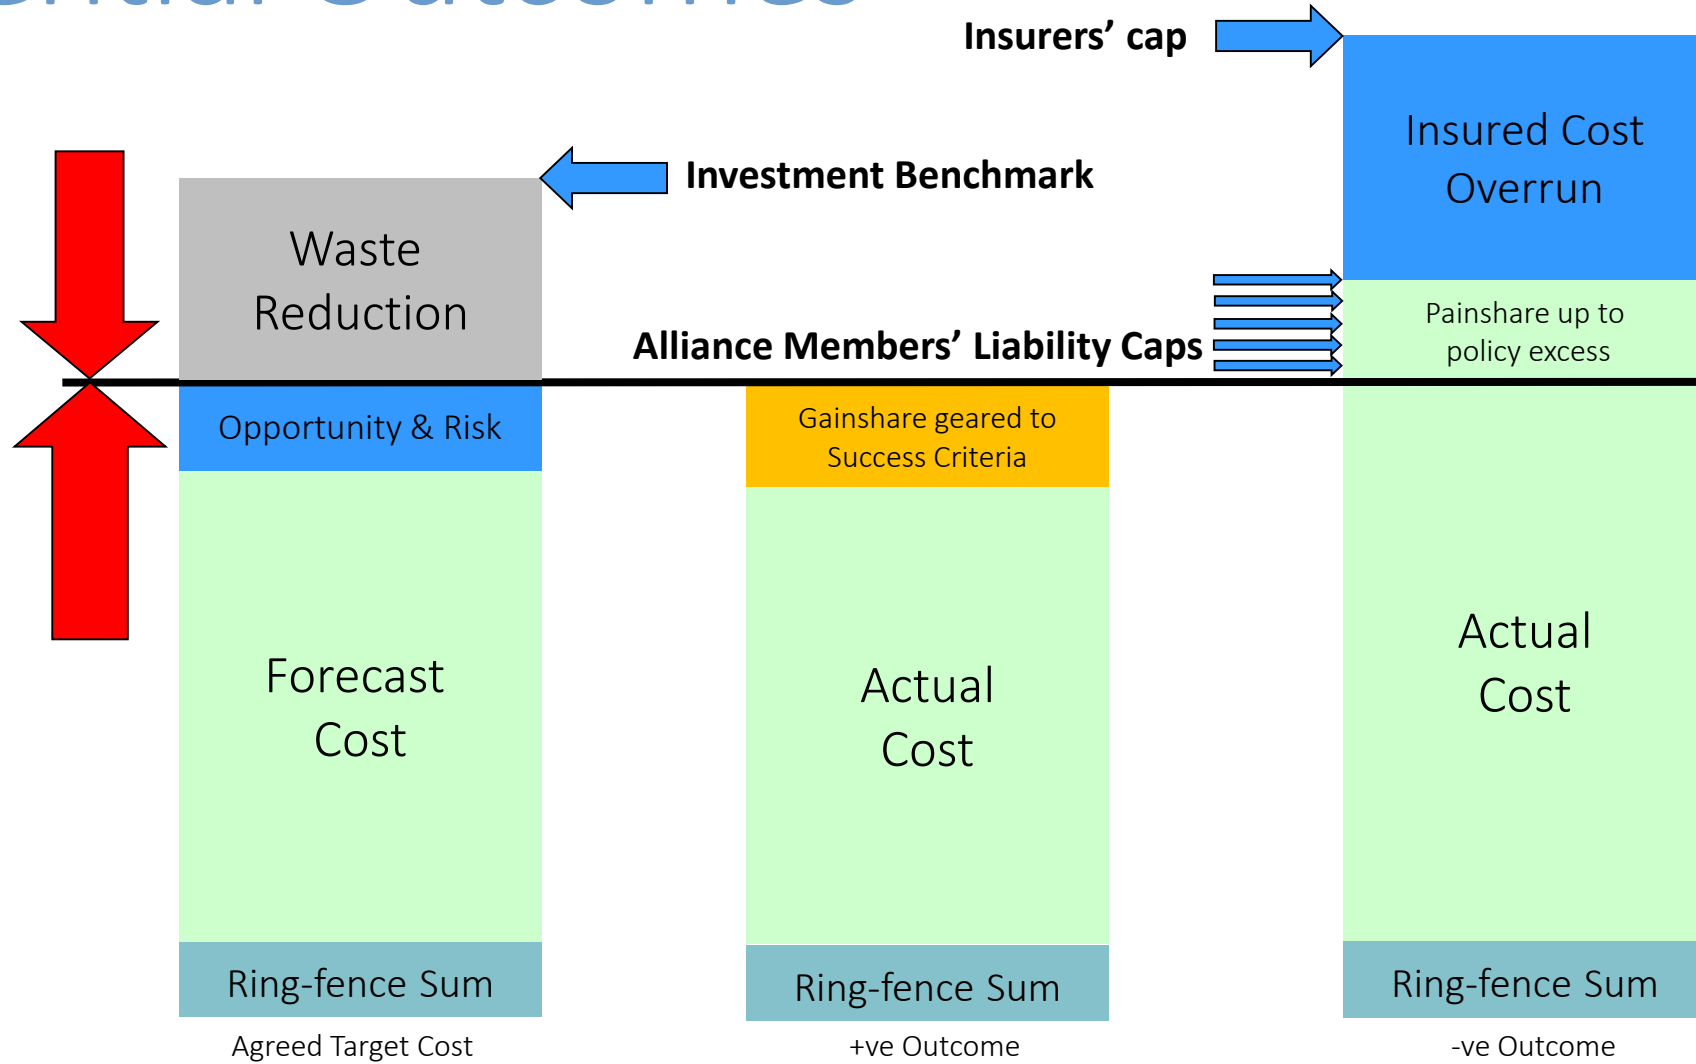 Insurers’ cap
Investment Benchmark
Insured Cost
Overrun
Waste
Reduction
Alliance Members’ Liability Caps
Painshare up to
policy excess
Opportunity & Risk
Gainshare geared to
Success Criteria
Forecast
Cost
Actual
Cost
Actual
Cost
Ring-fence Sum
Ring-fence Sum
Ring-fence Sum
Agreed Target Cost
+ve Outcome
-ve Outcome